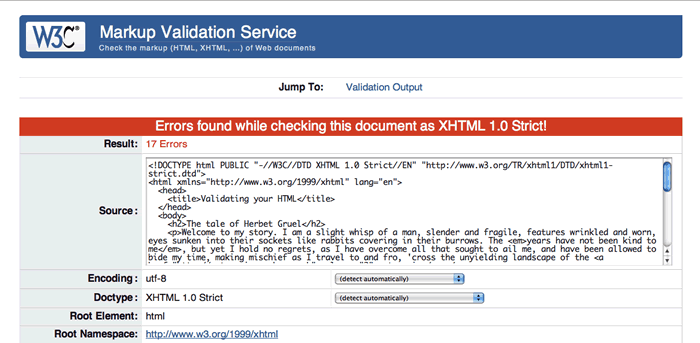 W3C® Markup Validation Service
Check the markup (HTML, XHTML, ...) of Web documents
Jump To: Validation Output
Errors found while checking this document as XHTML 1.0 Strict!
Result: 17 Errors
Source:
<!DOCTYPE html PUBLIC "-//W3C//DTD XHTML 1.0 Strict//EN" "http://www.w3.org/TR/xhtml1/DTD/xhtml1-
strict.dtd">
<html xmlns="http://www.w3.org/1999/xhtml" lang="en">
<head>
<title>Validating your HTML</title>
</head>
<body>
<h2>The tale of Herbet Gruel</h2>
<p>Welcome to my story. I am a slight whisp of a man, slender and fragile, features wrinkled and worn,
eyes sunken into their sockets like rabbits covering in their burrows. The <em>years have not been kind to
me</em>, but yet I hold no regrets, as I have overcome all that sought to ail me, and have been allowed to
bide my time, making mischief as I travel to and fro, 'cross the unyielding landscape of the <a
Encoding: utf-8 (detect automatically)
Doctype: XHTML 1.0 Strict (detect automatically)
Root Element: html
Root Namespace: http://www.w3.org/1999/xhtml